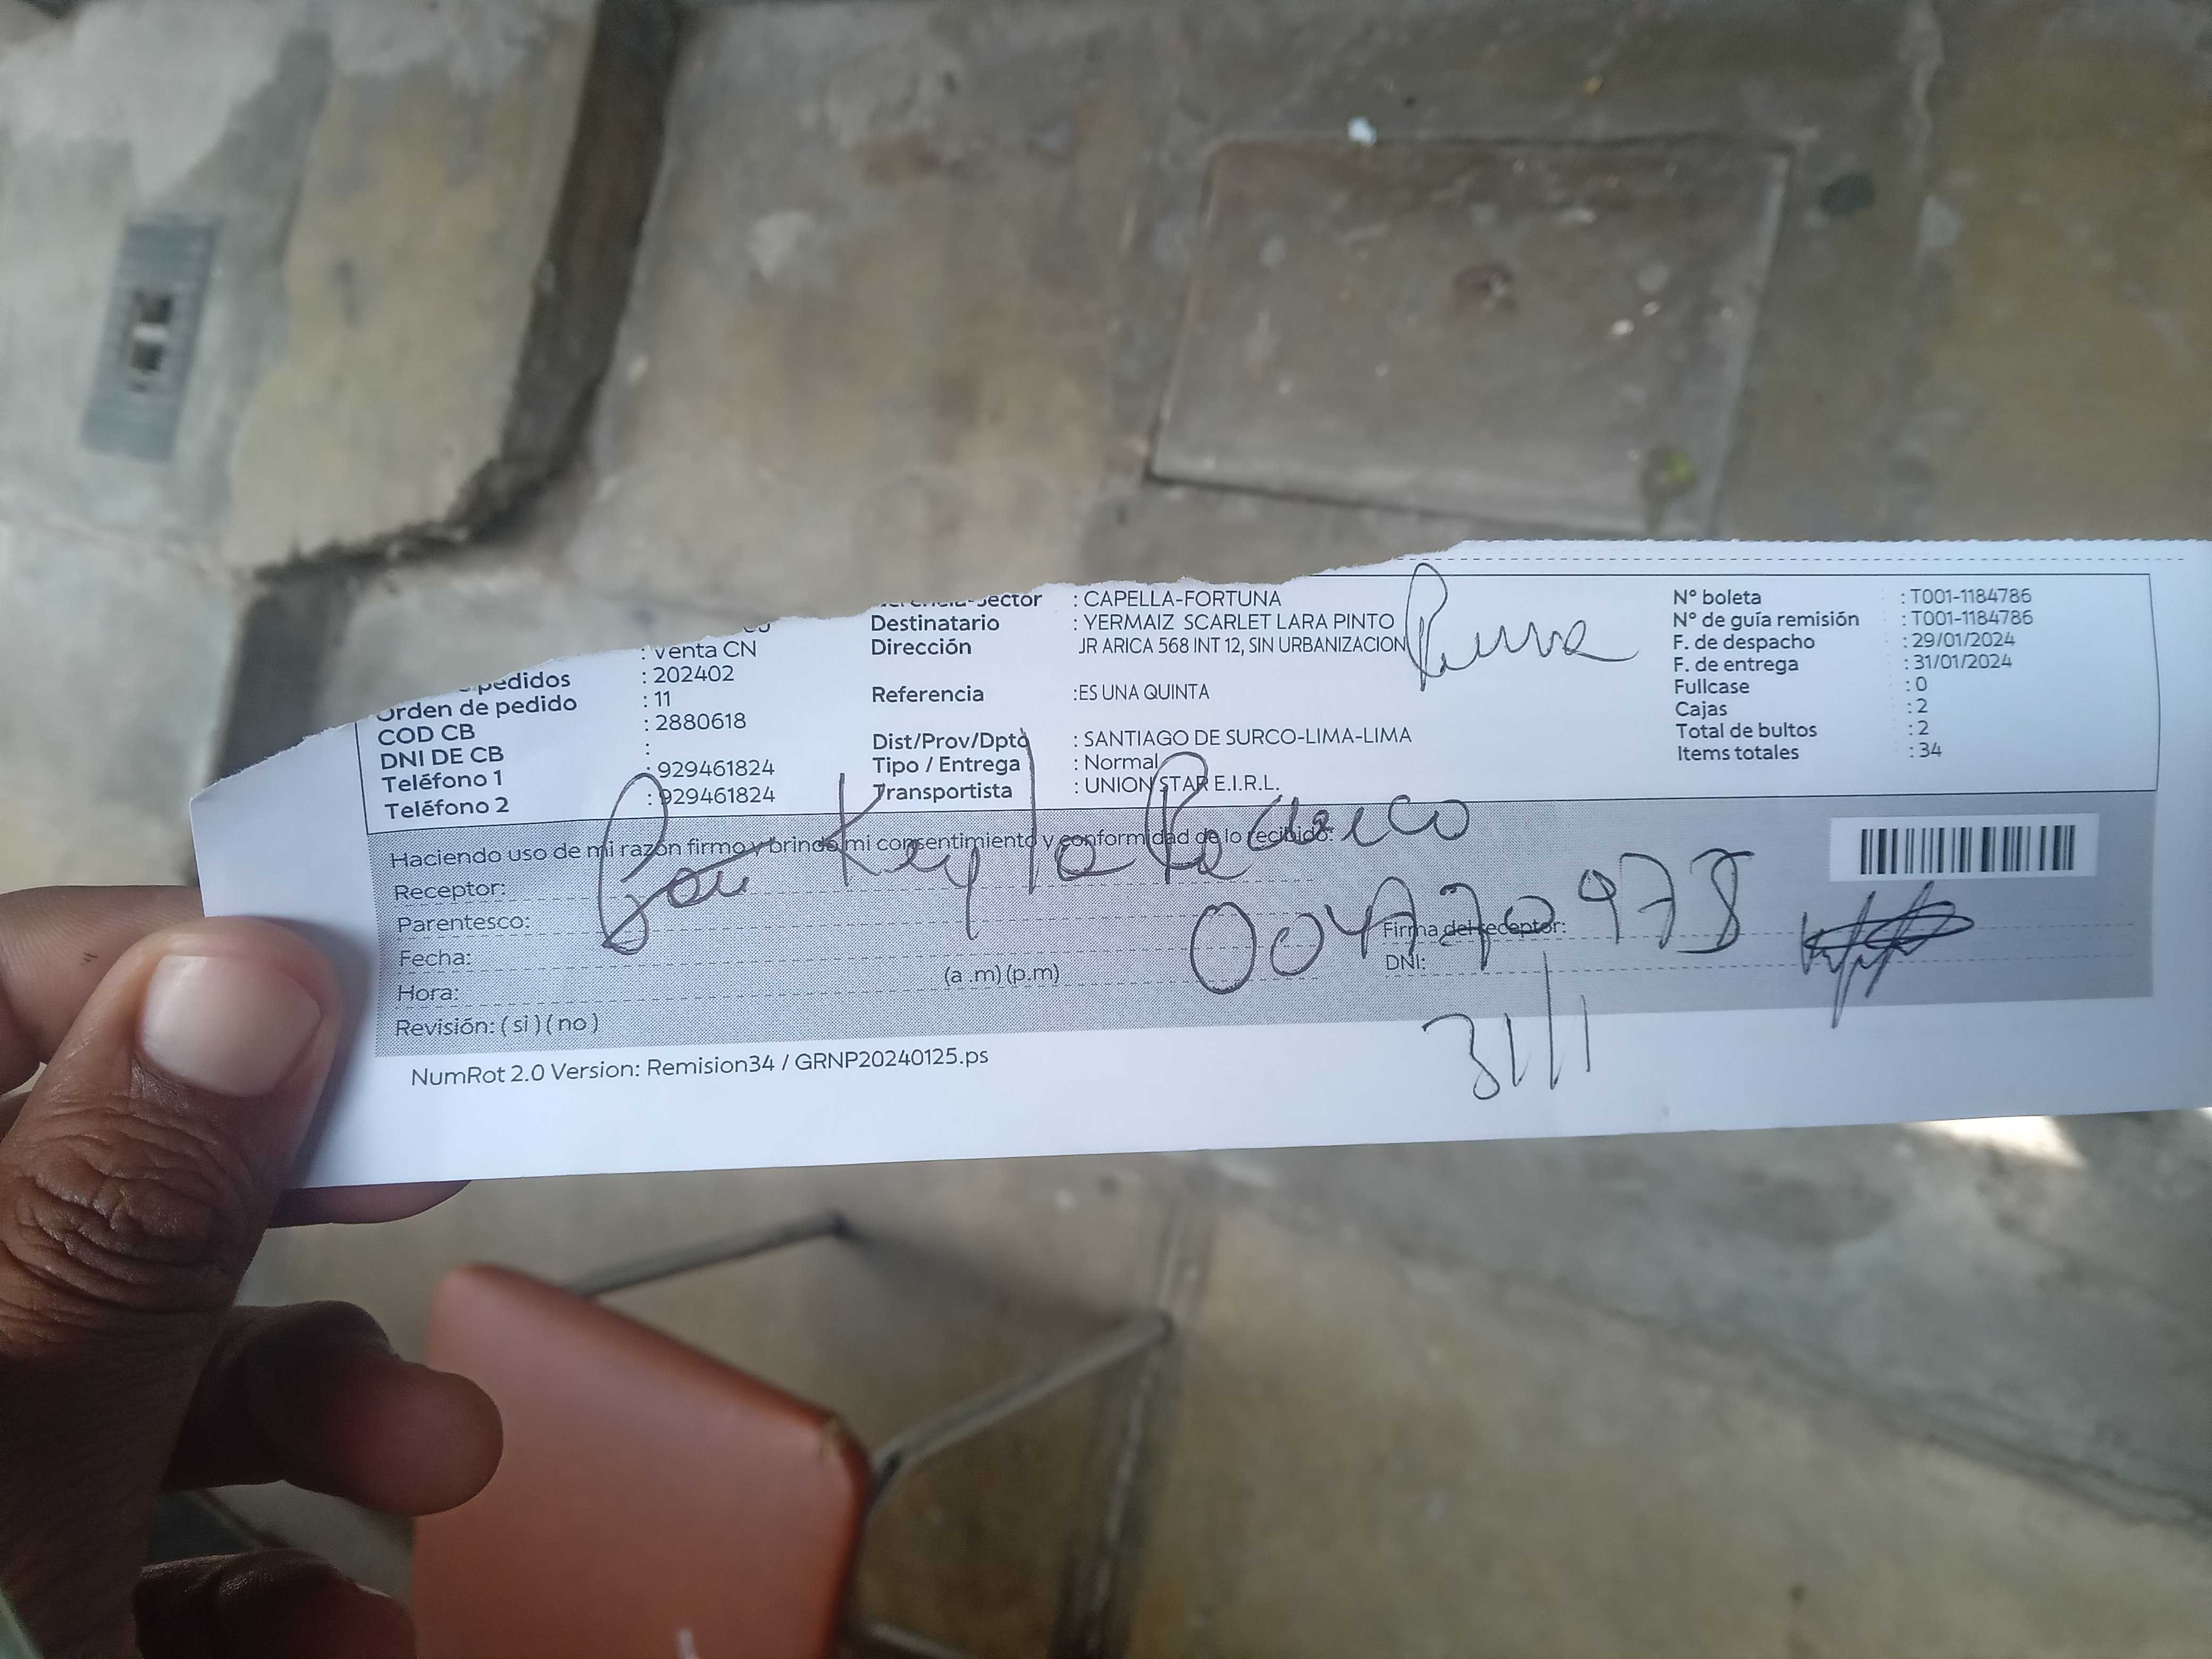 : CAPELLA-FORTUNA
Destinatario : YERMAIZ SCARLET LARA PINTO
Dirección JR ARICA 568 INT 12, SIN URBANIZACION
Referencia :ES UNA QUINTA
Dist/Prov/Dpto : SANTIAGO DE SURCO-LIMA-LIMA
Tipo / Entrega : Normal
Transportista : UNION STAR E.I.R.L.
: Venta CN
pedidos : 202402
Orden de pedido : 11
COD CB : 2880618
DNI DE CB :
Teléfono 1 : 929461824
Teléfono 2 : 929461824
N° boleta : T001-1184786
N° de guía remisión : T001-1184786
F. de despacho : 29/01/2024
F. de entrega : 31/01/2024
Fullcase : 0
Cajas : 2
Total de bultos : 2
Items totales : 34
Haciendo uso de mi razón firmo y brindo mi consentimiento y conformidad de lo recibido:
Receptor:
Parentesco:
Fecha:
Hora: (a .m) (p.m)
Revisión: ( si ) ( no )
Keyla
Firma del receptor:
DNI:
31/1
NumRot 2.0 Version: Remision34 / GRNP20240125.ps